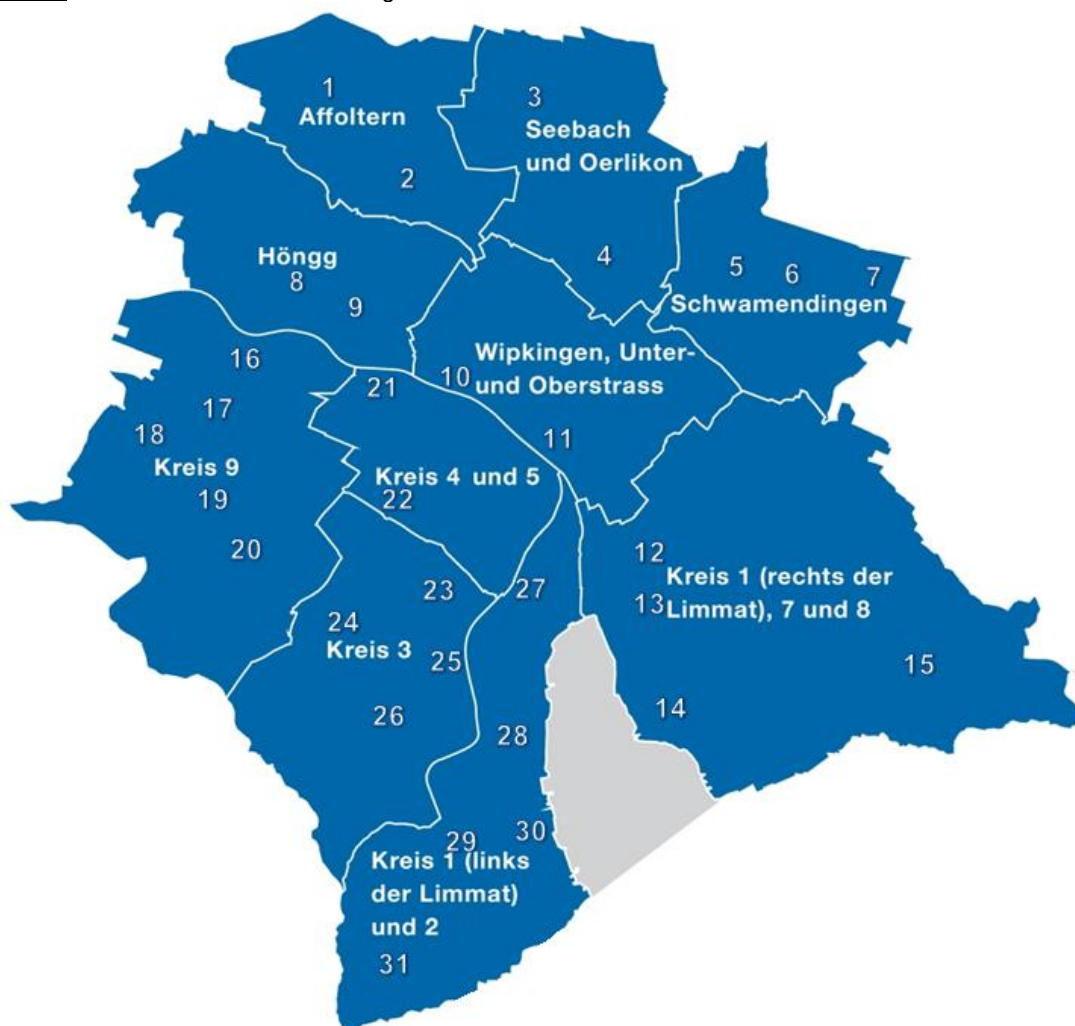 1
Affoltern
2
3
Seebach
und Oerlikon
4
Höngg
8
9
5
6
7
Schwamendingen
Wipkingen, Unter-
und Oberstrass
10
11
16
17
18
Kreis 9
19
20
21
Kreis 4 und 5
22
12
Kreis 1 (rechts der
Limmat), 7 und 8
13
14
15
23
24
Kreis 3
25
26
27
28
29
30
Kreis 1 (links
der Limmat)
und 2
31